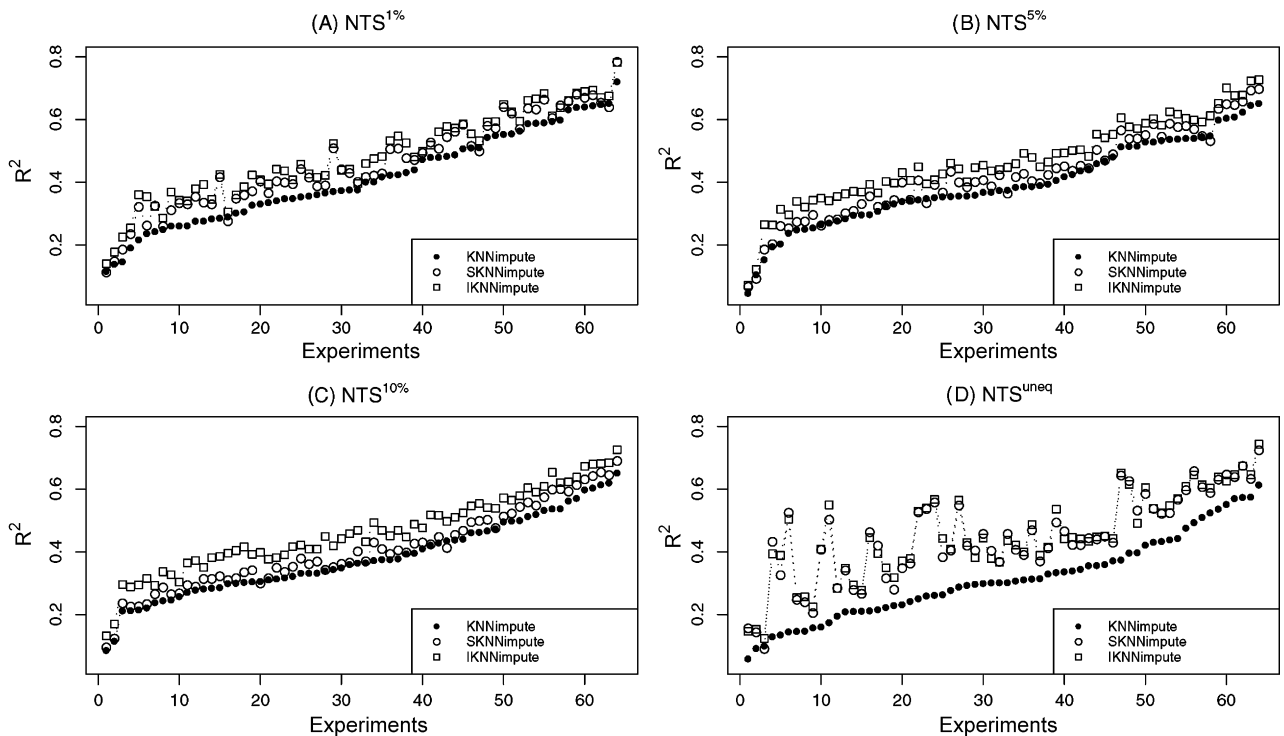 (A) NTS1%
0.8
0.6
0.4
0.2
R2
KNNimpute
SKNNimpute
IKNNimpute
0 10 20 30 40 50 60
Experiments
(B) NTS5%
0.8
0.6
0.4
0.2
R2
KNNimpute
SKNNimpute
IKNNimpute
0 10 20 30 40 50 60
Experiments
(C) NTS10%
0.8
0.6
0.4
0.2
R2
KNNimpute
SKNNimpute
IKNNimpute
0 10 20 30 40 50 60
Experiments
(D) NTSuneq
0.8
0.6
0.4
0.2
R2
KNNimpute
SKNNimpute
IKNNimpute
0 10 20 30 40 50 60
Experiments